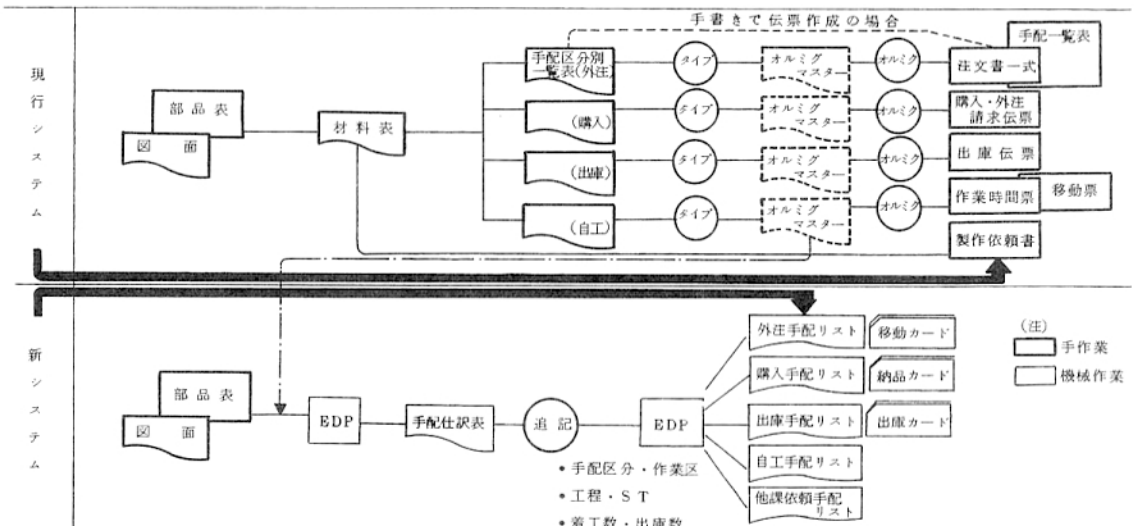 手書きで伝票作成の場合
現行システム
部品表
図面
材料表
手配区分別
一覧表(外注)
タイプ
オルミグ
マスター
オルミグ
手配一覧表
注文書一式
(購入)
タイプ
オルミグ
マスター
オルミグ
購入・外注
請求伝票
(出庫)
タイプ
オルミグ
マスター
オルミグ
出庫伝票
(自工)
タイプ
オルミグ
マスター
オルミグ
作業時間票
移動票
製作依頼書
新システム
部品表
図面
EDP
手配仕訳表
追記
EDP
• 手配区分・作業区
• 工程・ST
• 着工数・出庫数
外注手配リスト
移動カード
購入手配リスト
納品カード
出庫手配リスト
出庫カード
自工手配リスト
他課依頼手配
リスト
(注)
手作業
機械作業